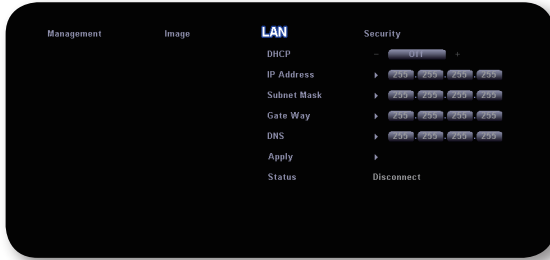 Management Image LAN Security
DHCP - Off +
IP Address 255.255.255.255
Subnet Mask 255.255.255.255
Gate Way 255.255.255.255
DNS 255.255.255.255
Apply
Status Disconnect